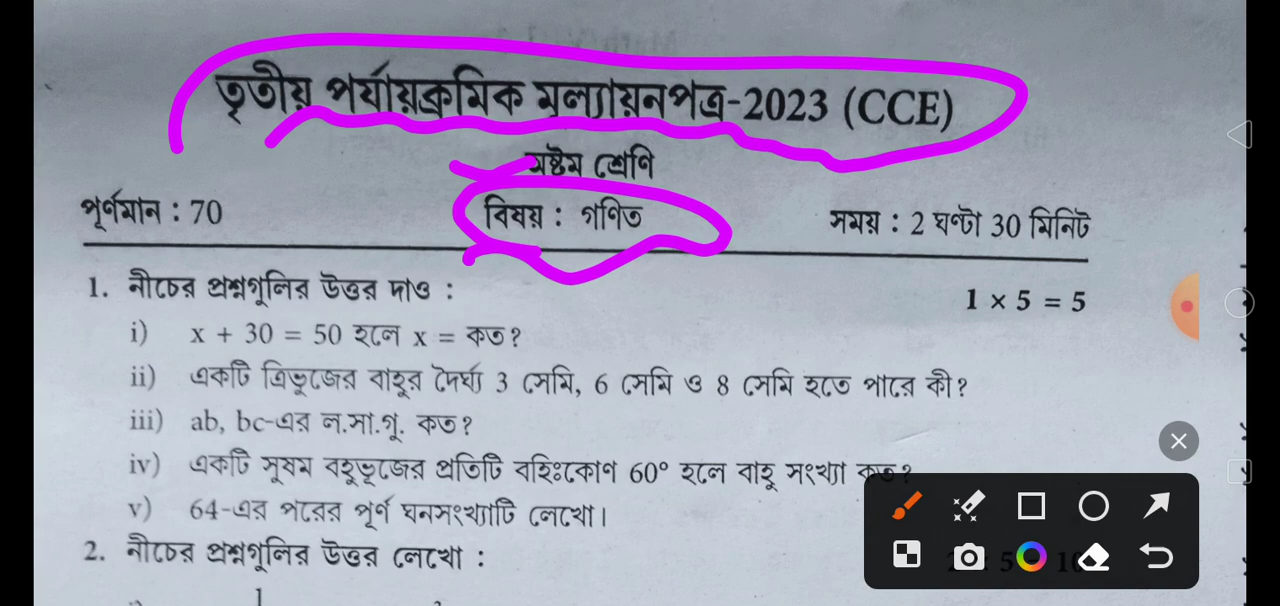 তৃতীয় পর্যায়ক্রমিক মূল্যায়নপত্র-2023 (CCE)
অষ্টম শ্রেণি
পূর্ণমান : 70 বিষয় : গণিত সময় : 2 ঘণ্টা 30 মিনিট
1. নীচের প্রশ্নগুলির উত্তর দাও : 1 × 5 = 5
i) x + 30 = 50 হলে x = কত?
ii) একটি ত্রিভুজের বাহুর দৈর্ঘ্য 3 সেমি, 6 সেমি ও 8 সেমি হতে পারে কী?
iii) ab, bc-এর ল.সা.গু. কত?
iv) একটি সুষম বহুভুজের প্রতিটি বহিঃকোণ 60° হলে বাহু সংখ্যা কত?
v) 64-এর পরের পূর্ণ ঘনসংখ্যাটি লেখো।
2. নীচের প্রশ্নগুলির উত্তর লেখো :